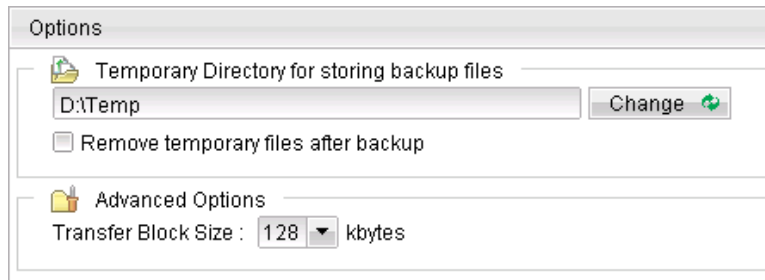 Options
Temporary Directory for storing backup files
D:\Temp Change
Remove temporary files after backup
Advanced Options
Transfer Block Size : 128 kbytes